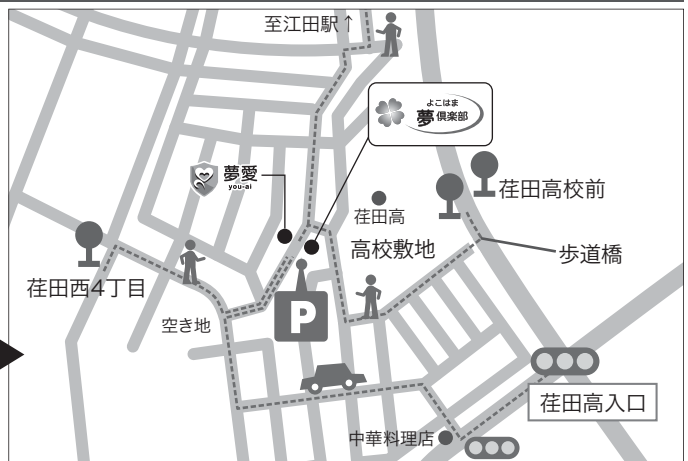 至江田駅↑
よこはま
夢倶楽部
夢愛
you-ai
荏田高
荏田高校前
高校敷地
歩道橋
荏田西4丁目
空き地
P
荏田高入口
中華料理店